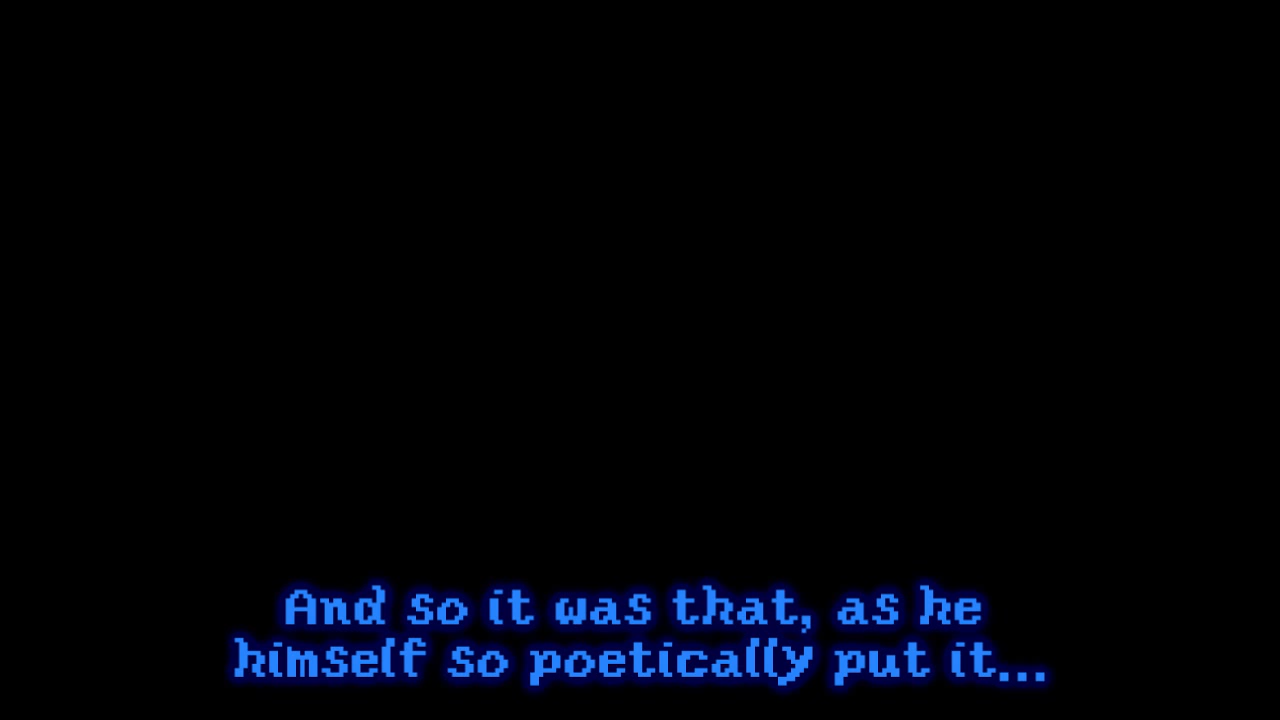 And so it was that, as he
himself so poetically put it...